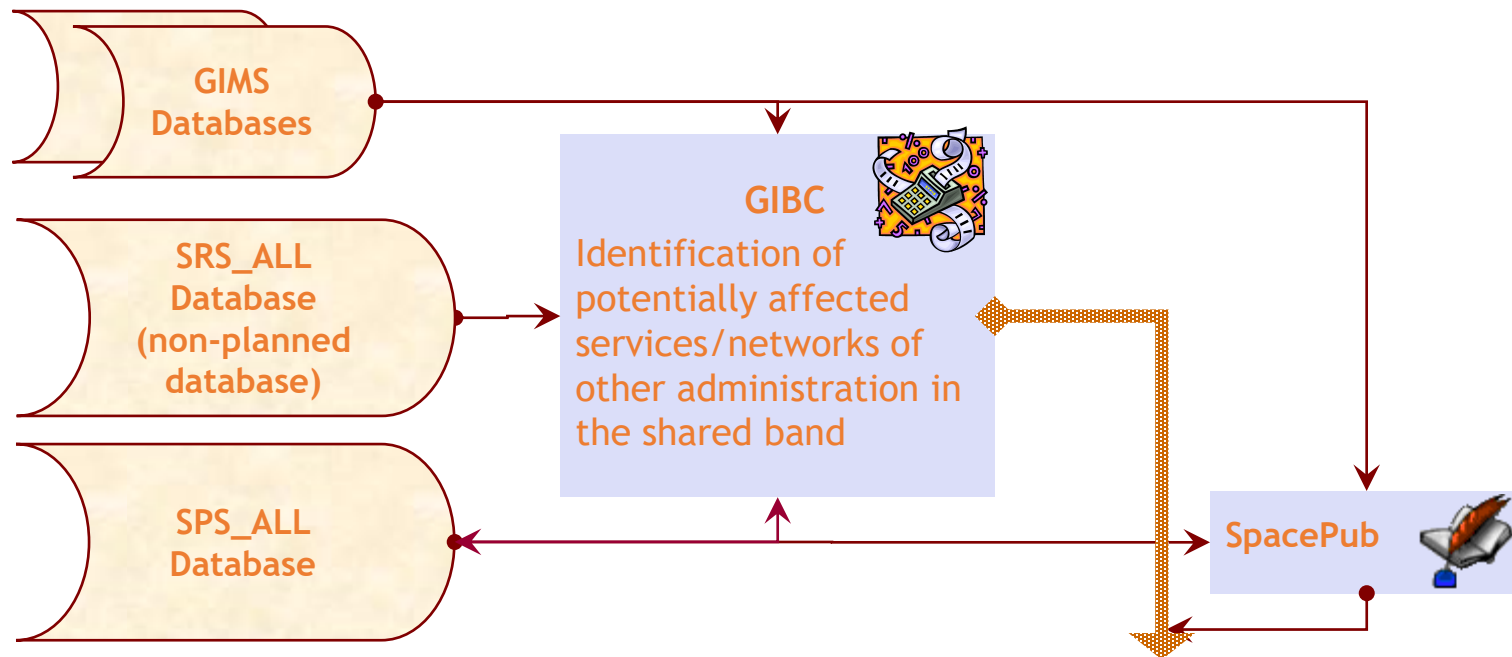 GIMS
Databases
GIBC
Identification of
potentially affected
services/networks of
other administration in
the shared band
SRS_ALL
Database
(non-planned
database)
SPS_ALL
Database
SpacePub